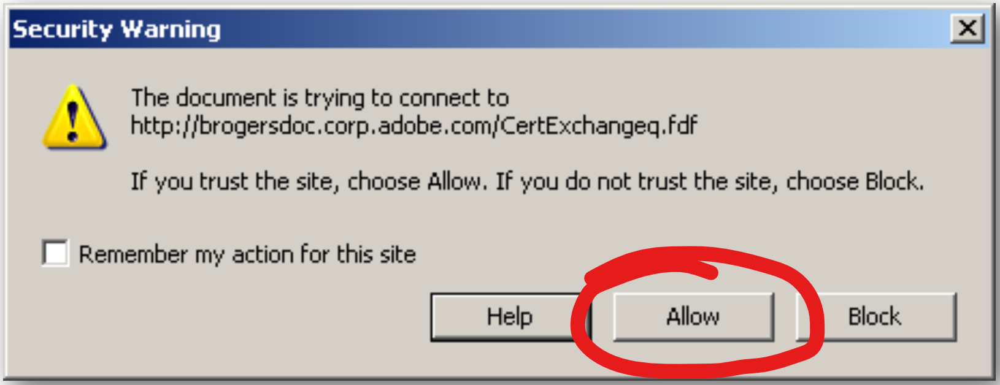 Security Warning
The document is trying to connect to
http://brogersdoc.corp.adobe.com/CertExchangeq.fdf
If you trust the site, choose Allow. If you do not trust the site, choose Block.
Remember my action for this site
Help Allow Block